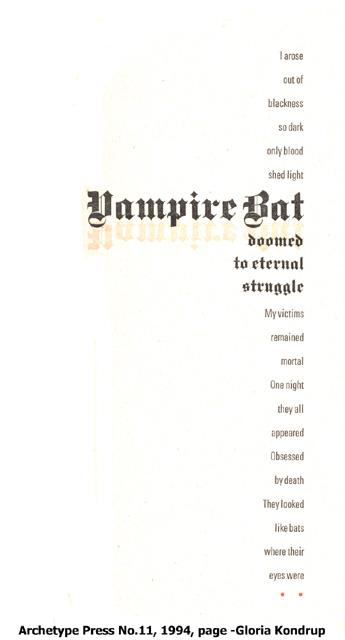 I arose
out of
blackness
so dark
only blood
shed light
Vampire Bat
doomed
to eternal
struggle
My victims
remained
mortal
One night
they all
appeared
Obsessed
by death
They looked
like bats
where their
eyes were
Archetype Press No.11, 1994, page -Gloria Kondrup